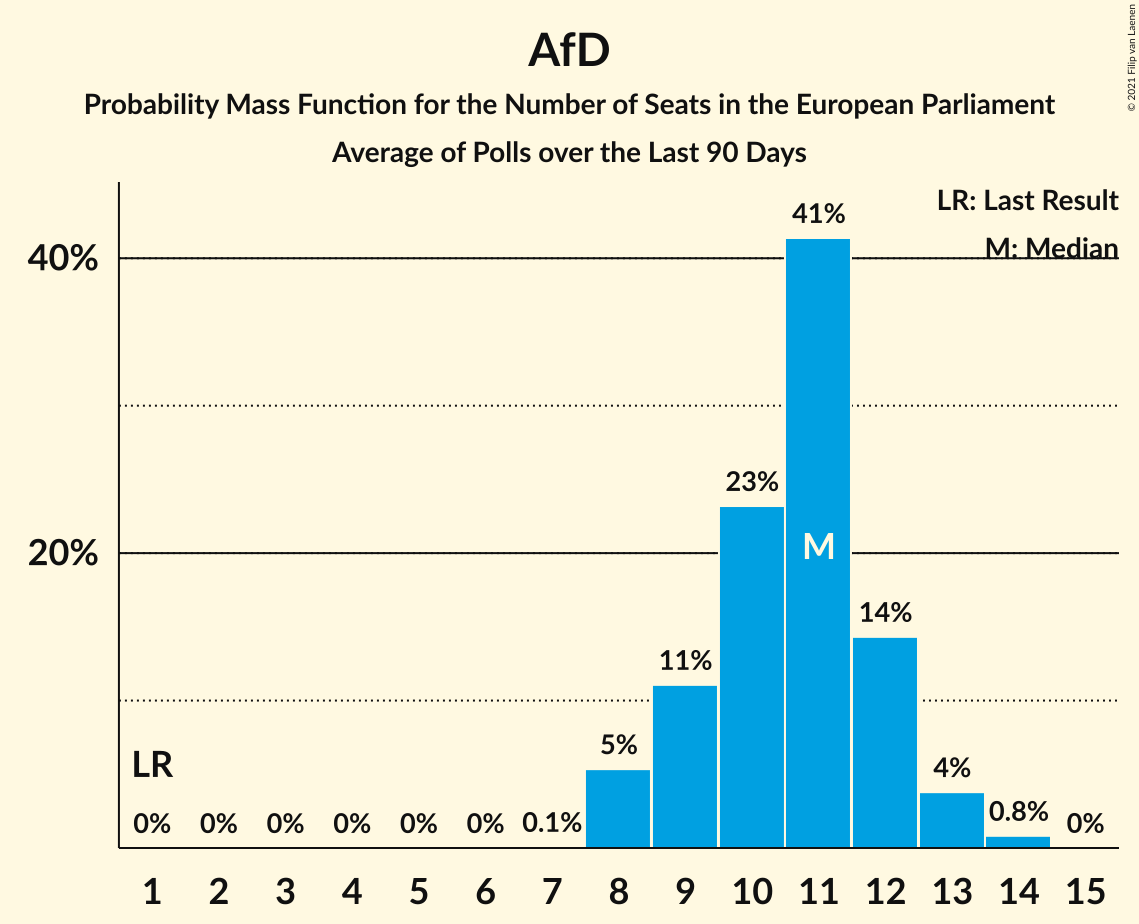 AfD
Probability Mass Function for the Number of Seats in the European Parliament
Average of Polls over the Last 90 Days
© 2021 Filip van Laenen
LR: Last Result
M: Median
40%
20%
LR
0%
0%
0%
0%
0%
0%
0.1%
5%
11%
23%
41%
M
14%
4%
0.8%
0%
1 2 3 4 5 6 7 8 9 10 11 12 13 14 15